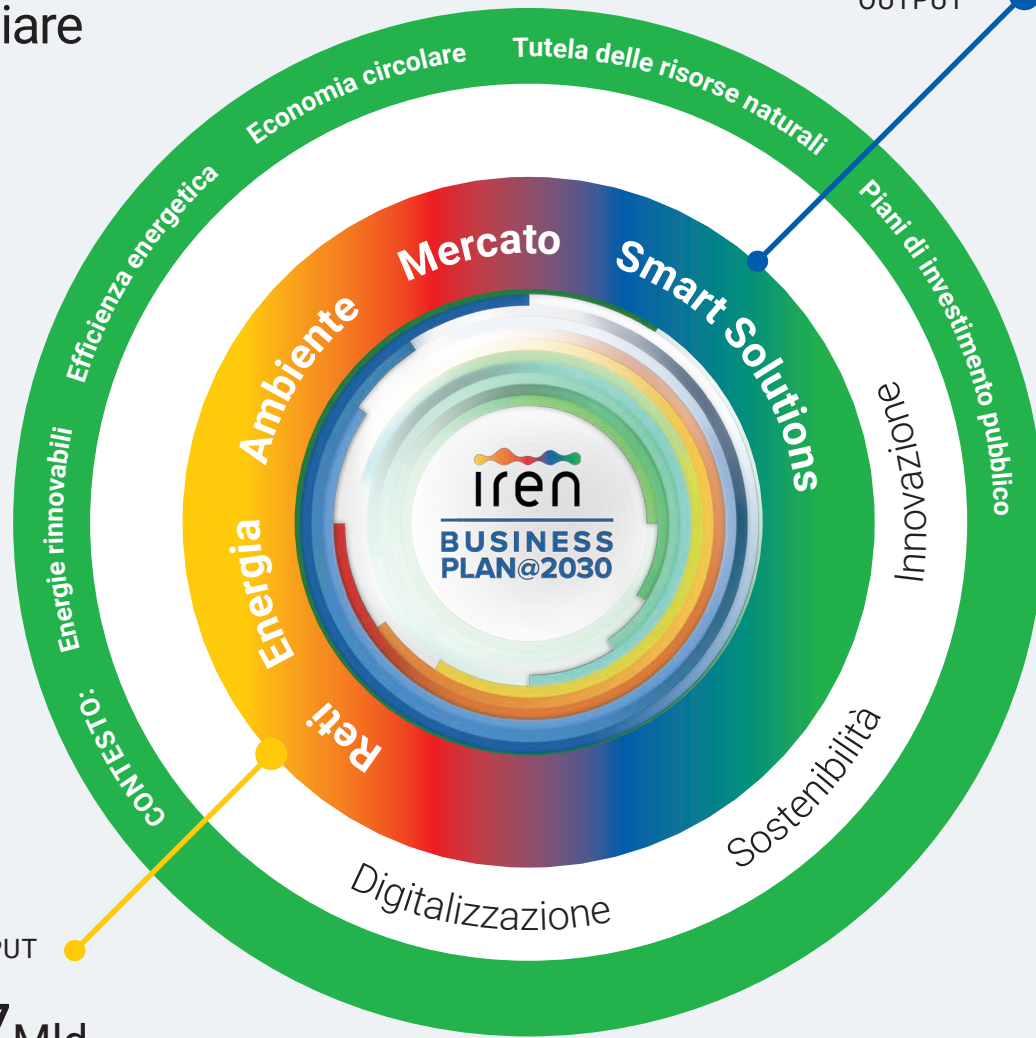 iare
OUTPUT
CONTESTO:
Energie rinnovabili
Efficienza energetica
Economia circolare
Tutela delle risorse naturali
Piani di investimento pubblico
Reti
Energia
Ambiente
Mercato
Smart Solutions
Innovazione
Sostenibilità
Digitalizzazione
iren
BUSINESS
PLAN@2030
PUT
7 Mld